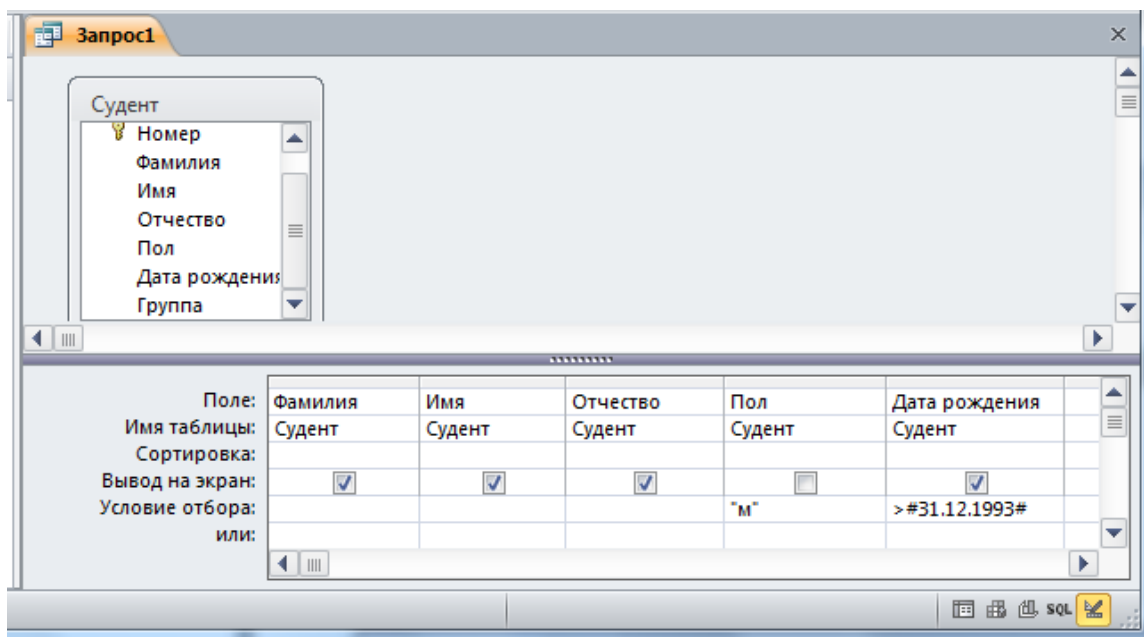 Запрос1
Судент
Номер
Фамилия
Имя
Отчество
Пол
Дата рождения
Группа
Поле: Фамилия Имя Отчество Пол Дата рождения
Имя таблицы: Судент Судент Судент Судент Судент
Сортировка:
Вывод на экран:
Условие отбора: "м" >#31.12.1993#
или:
SQL